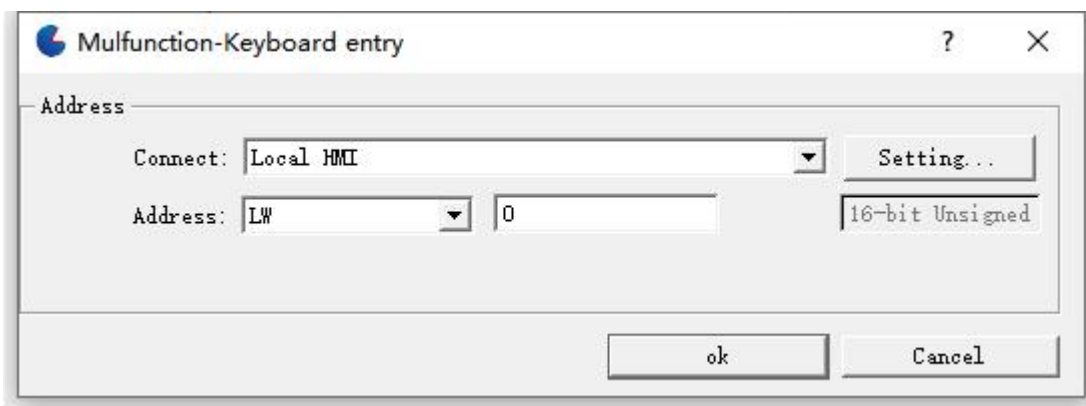 Mulfunction-Keyboard entry ? ×
Address
Connect: Local HMI Setting...
Address: LW 0 16-bit Unsigned
ok Cancel